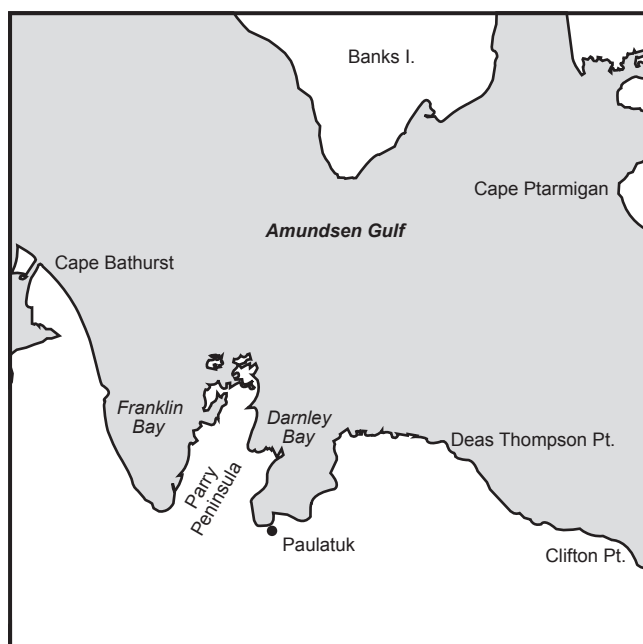 Banks I.
Cape Ptarmigan
Amundsen Gulf
Cape Bathurst
Franklin
Bay
Darnley
Bay
Deas Thompson Pt.
Parry
Peninsula
Paulatuk
Clifton Pt.